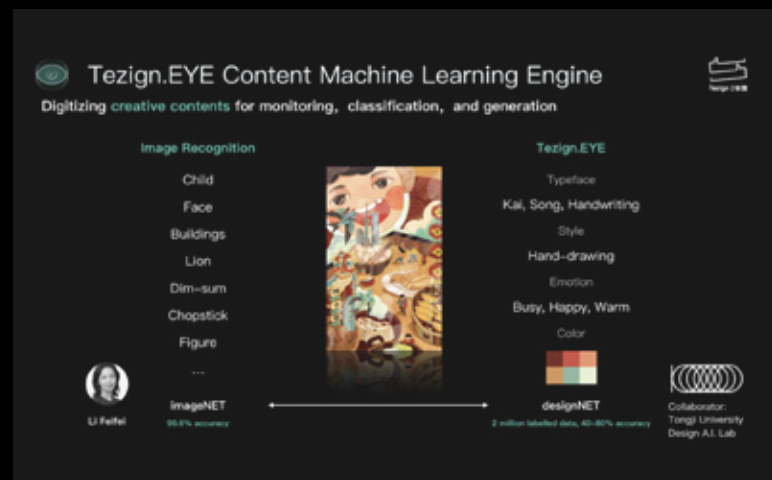 Tezign.EYE Content Machine Learning Engine
Digitizing creative contents for monitoring, classification, and generation
Image Recognition
Child
Face
Buildings
Lion
Dim-sum
Chopstick
Figure
...
Li Feifei
imageNET
Tezign.EYE
Typeface
Kai, Song, Handwriting
Style
Hand-drawing
Emotion
Busy, Happy, Warm
Color
designNET
2 million labelled data, 40-80% accuracy
Collaborator:
Tongji University
Design A.I. Lab